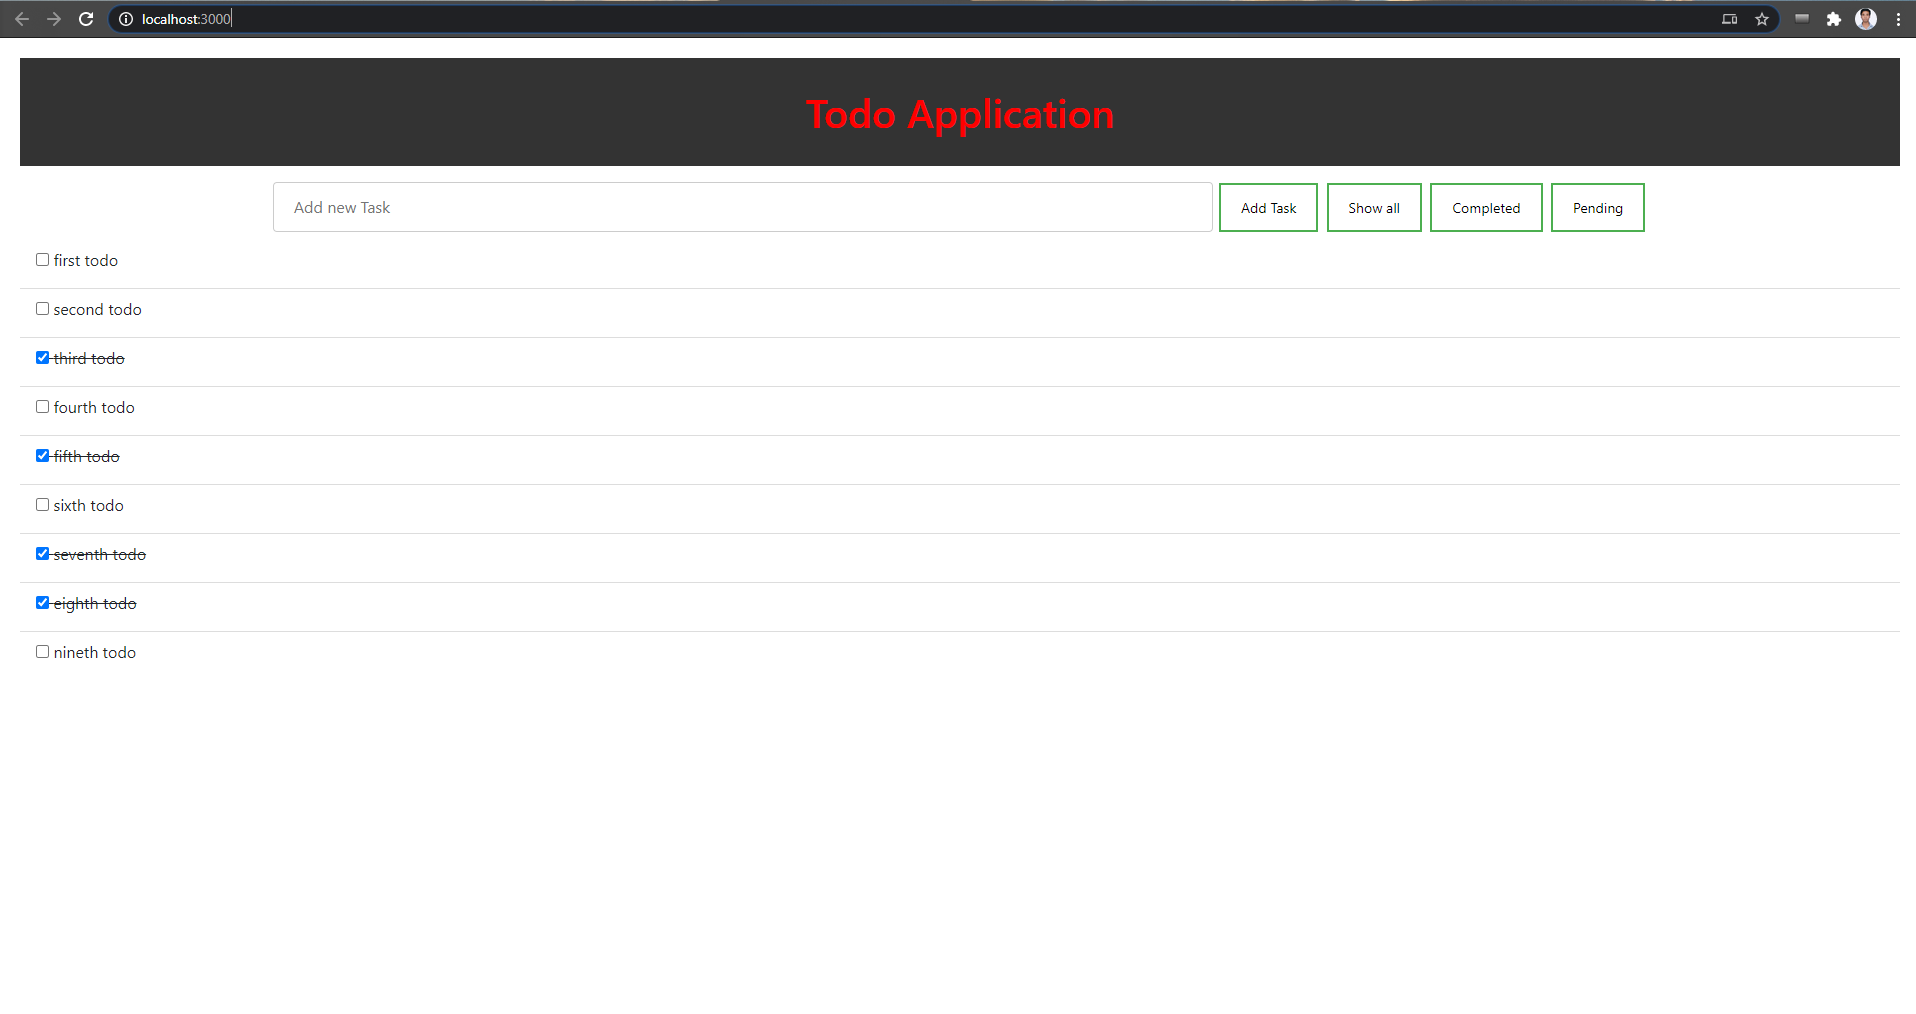 localhost:3000
Todo Application
Add new Task Add Task Show all Completed Pending
first todo
second todo
third todo
fourth todo
fifth todo
sixth todo
seventh todo
eighth todo
nineth todo